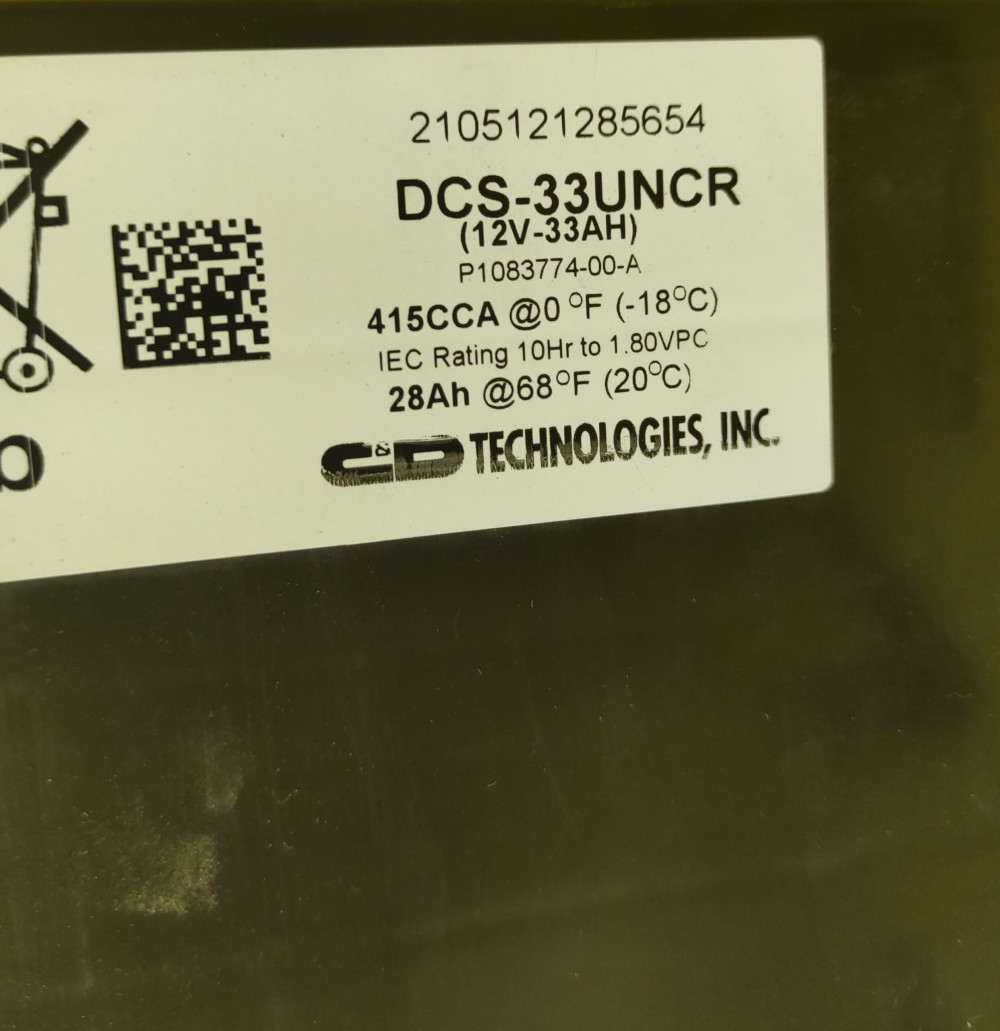 2105121285654
DCS-33UNCR
(12V-33AH)
P1083774-00-A
415CCA @0 °F (-18°C)
IEC Rating 10Hr to 1.80VPC
28Ah @68°F (20°C)
C&D TECHNOLOGIES, INC.